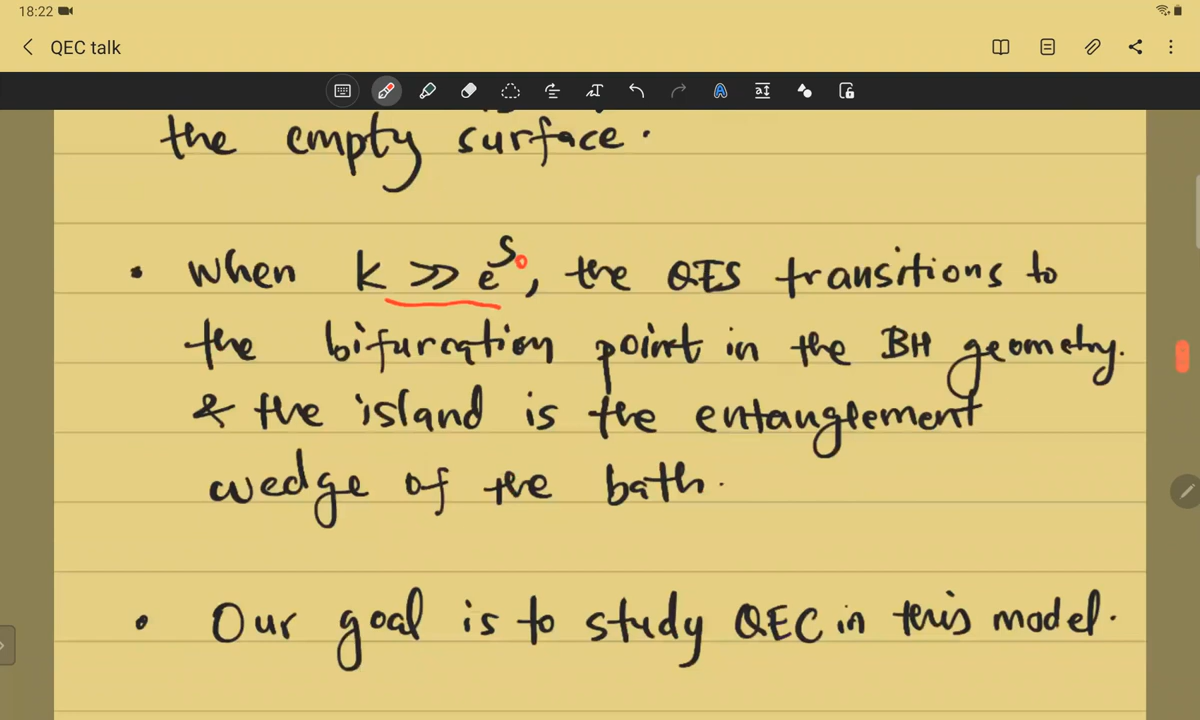 18:22
QEC talk
the empty surface.
• When k >> e^S₀, the QES transitions to
the bifurcation point in the BH geometry.
& the island is the entanglement
wedge of the bath.
• Our goal is to study QEC in this model.